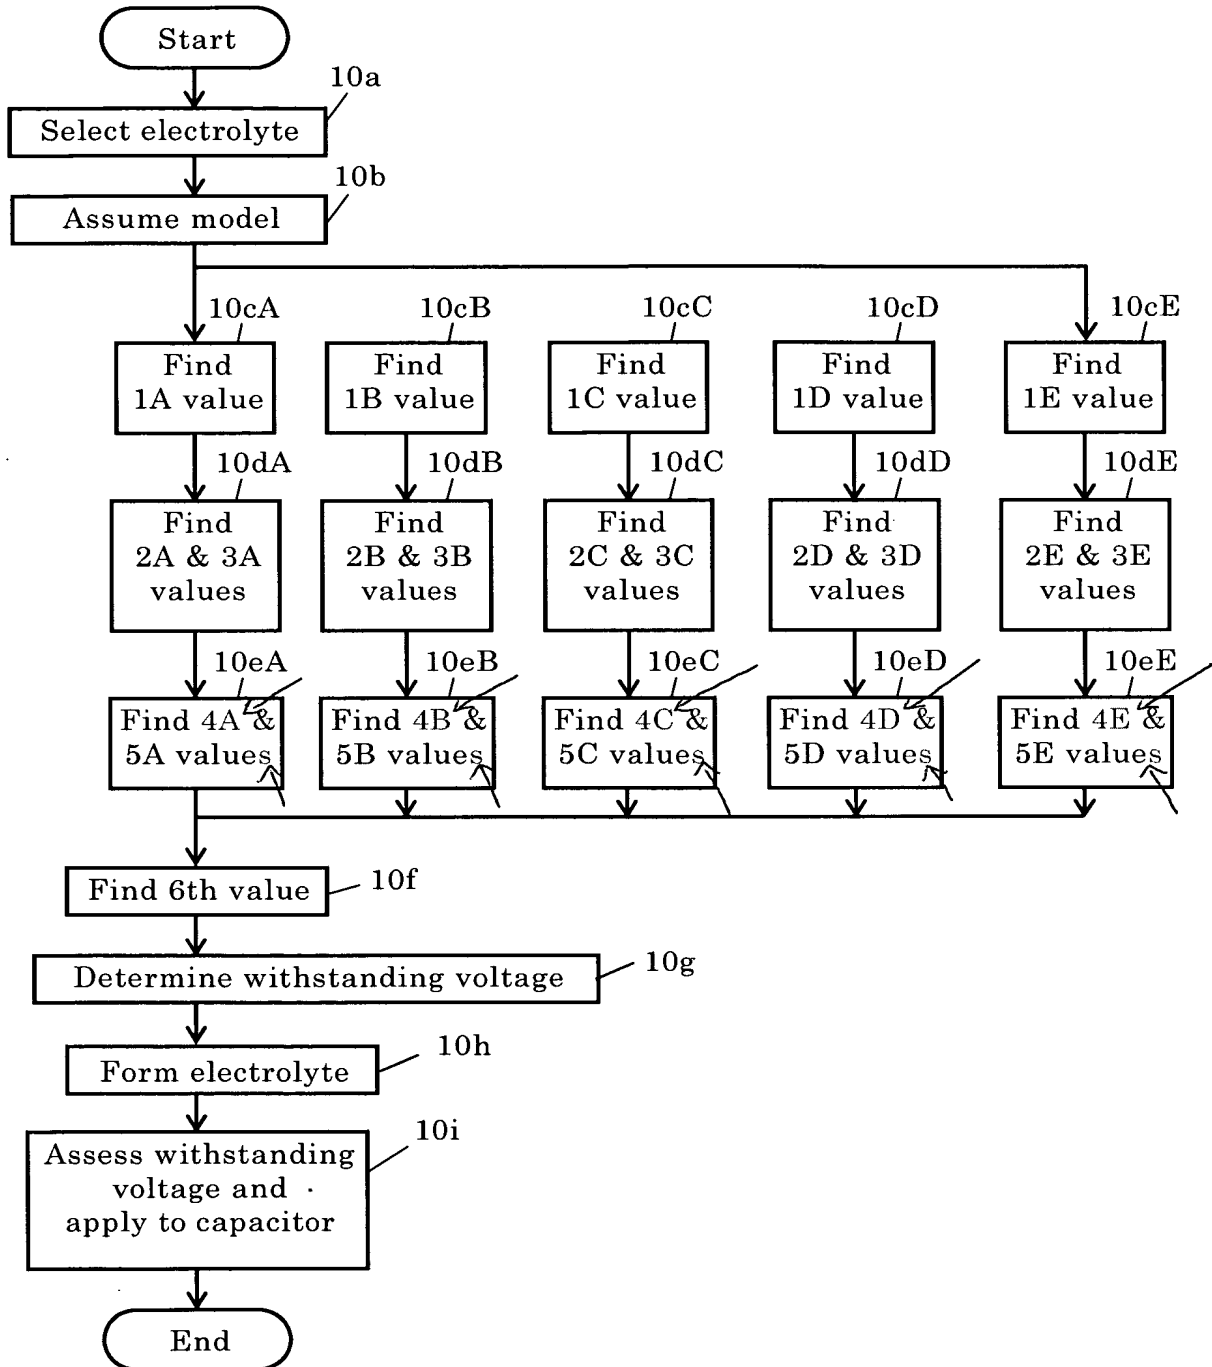 Start
10a
Select electrolyte
10b
Assume model
10cA 10cB 10cC 10cD 10cE
Find Find Find Find Find
1A value 1B value 1C value 1D value 1E value
10dA 10dB 10dC 10dD 10dE
Find Find Find Find Find
2A & 3A 2B & 3B 2C & 3C 2D & 3D 2E & 3E
values values values values values
10eA 10eB 10eC 10eD 10eE
Find 4A & Find 4B & Find 4C & Find 4D & Find 4E &
5A values 5B values 5C values 5D values 5E values
Find 6th value 10f
Determine withstanding voltage 10g
10h
Form electrolyte
10i
Assess withstanding
voltage and
apply to capacitor
End